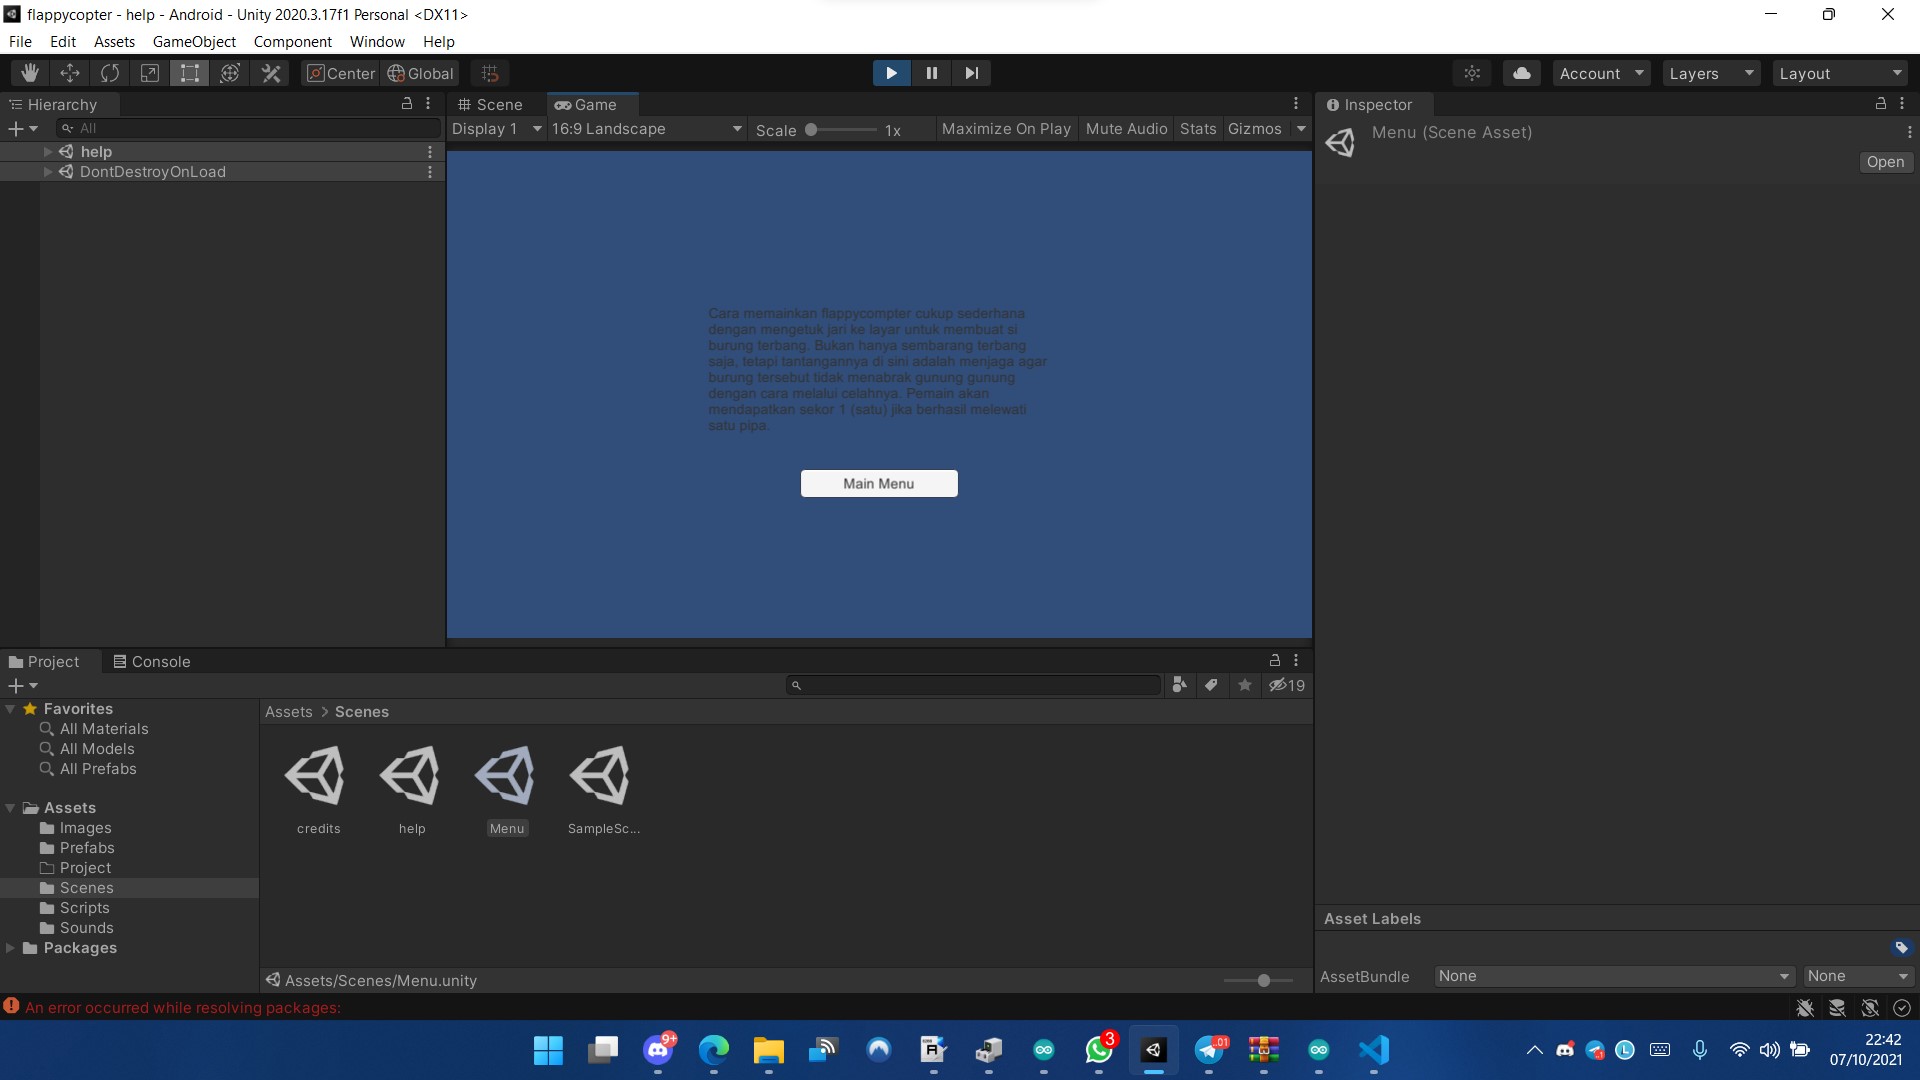 flappycopter - help - Android - Unity 2020.3.17f1 Personal <DX11>
File Edit Assets GameObject Component Window Help
Center Global
Account Layers Layout
Hierarchy
All
help
DontDestroyOnLoad
Scene Game
Display 1 16:9 Landscape Scale 1x Maximize On Play Mute Audio Stats Gizmos
Cara memainkan flappycompter cukup sederhana
dengan mengetuk jari ke layar untuk membuat si
burung terbang. Bukan hanya sembarang terbang
saja, tetapi tantangannya di sini adalah menjaga agar
burung tersebut tidak menabrak gunung gunung
dengan cara melalui celahnya. Pemain akan
mendapatkan sekor 1 (satu) jika berhasil melewati
satu pipa.
Main Menu
Inspector
Menu (Scene Asset)
Open
Project Console
19
Favorites
All Materials
All Models
All Prefabs
Assets
Images
Prefabs
Project
Scenes
Scripts
Sounds
Packages
Assets > Scenes
credits help Menu SampleSc...
Assets/Scenes/Menu.unity
Asset Labels
AssetBundle None None
An error occurred while resolving packages:
9+
3
.01
22:42
07/10/2021